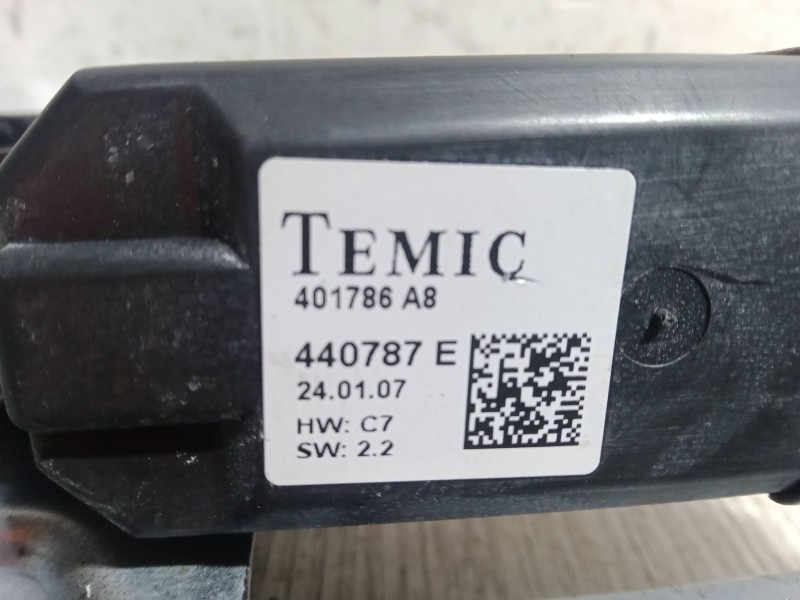 TEMIC
401786 A8
440787 E
24.01.07
HW: C7
SW: 2.2